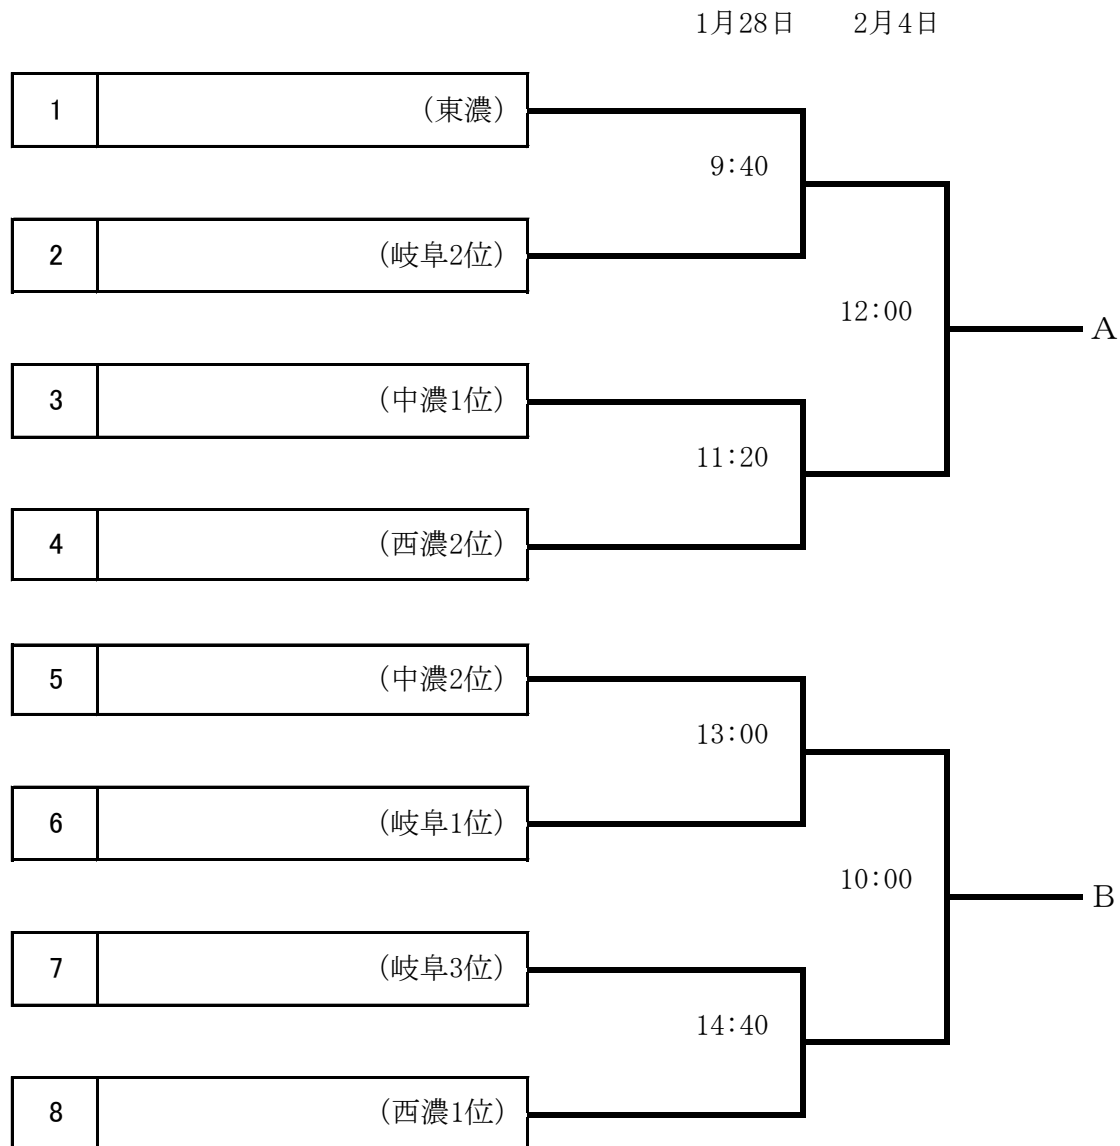 1月28日 2月4日
1 (東濃)
9:40
2 (岐阜2位)
12:00
A
3 (中濃1位)
11:20
4 (西濃2位)
5 (中濃2位)
13:00
6 (岐阜1位)
10:00
B
7 (岐阜3位)
14:40
8 (西濃1位)